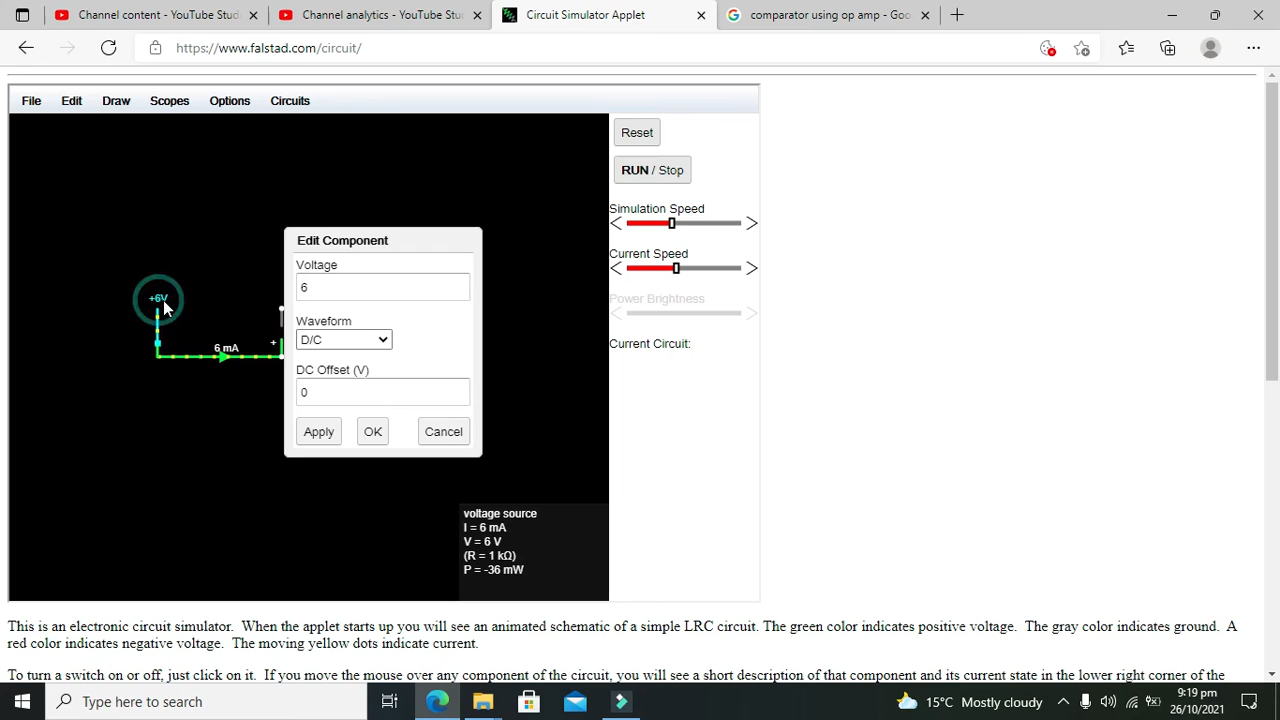 Channel content - YouTube Stud
Channel analytics - YouTube Stu
Circuit Simulator Applet
comparator using op amp - Goo
https://www.falstad.com/circuit/
File Edit Draw Scopes Options Circuits
Reset
RUN / Stop
Simulation Speed
Current Speed
Power Brightness
Current Circuit:
Edit Component
Voltage
6
Waveform
D/C
DC Offset (V)
0
Apply OK Cancel
+6V
6 mA
+
voltage source
I = 6 mA
V = 6 V
(R = 1 kΩ)
P = -36 mW
This is an electronic circuit simulator. When the applet starts up you will see an animated schematic of a simple LRC circuit. The green color indicates positive voltage. The gray color indicates ground. A
red color indicates negative voltage. The moving yellow dots indicate current.
To turn a switch on or off, just click on it. If you move the mouse over any component of the circuit, you will see a short description of that component and its current state in the lower right corner of the
Type here to search
15°C Mostly cloudy
9:19 pm
26/10/2021